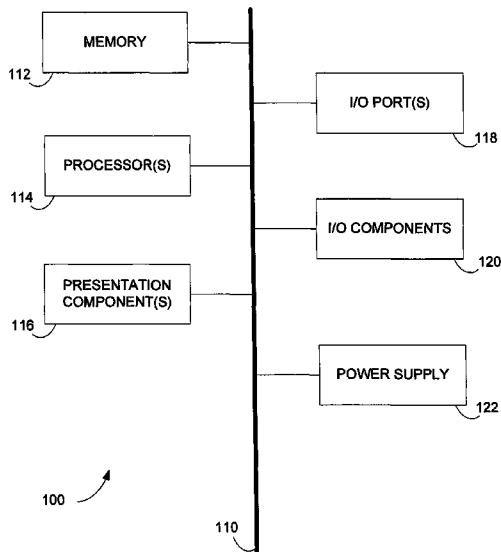 MEMORY
112
I/O PORT(S)
118
PROCESSOR(S)
114
I/O COMPONENTS
120
PRESENTATION
COMPONENT(S)
116
POWER SUPPLY
122
100
110